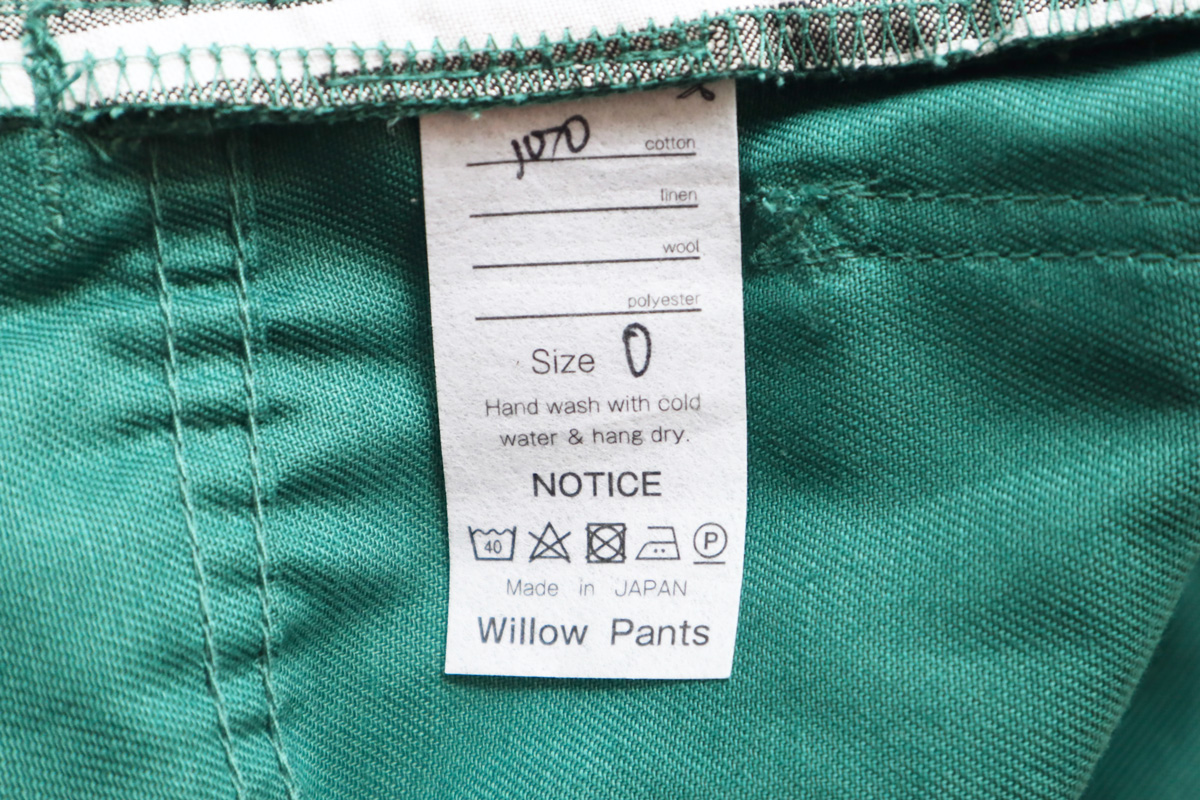 cotton
linen
wool
polyester
Size 0
Hand wash with cold
water & hang dry.
NOTICE
40 P
Made in JAPAN
Willow Pants